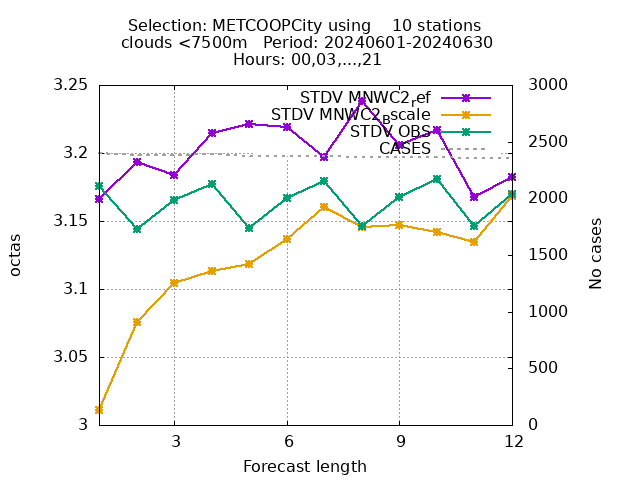 Selection: METCOOPCity using    10 stations
clouds <7500m   Period: 20240601-20240630
Hours: 00,03,...,21
STDV MNWC2ref
STDV MNWC2Bscale
STDV OBS
CASES
3.25
3.2
3.15
3.1
3.05
3
3000
2500
2000
1500
1000
500
0
octas
No cases
3
6
9
12
Forecast length